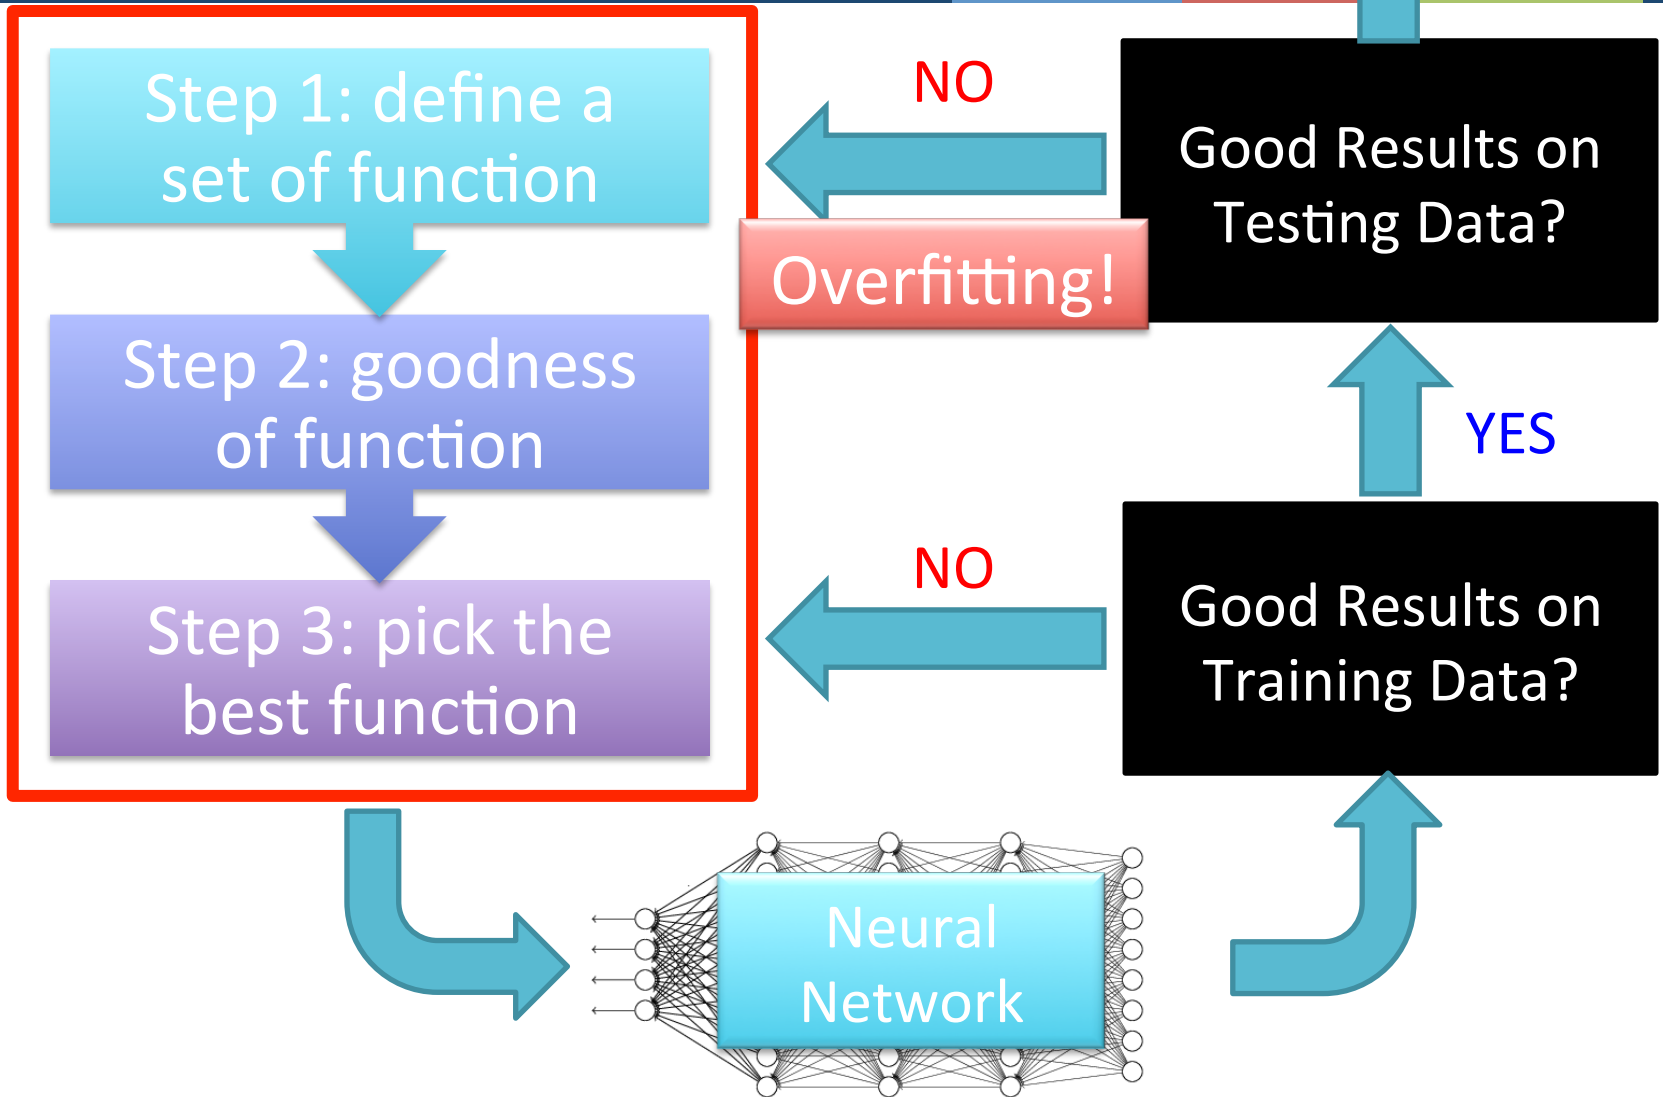 Step 1: define a
set of function
Step 2: goodness
of function
Step 3: pick the
best function
NO
Overfitting!
Good Results on
Testing Data?
YES
NO
Good Results on
Training Data?
Neural
Network